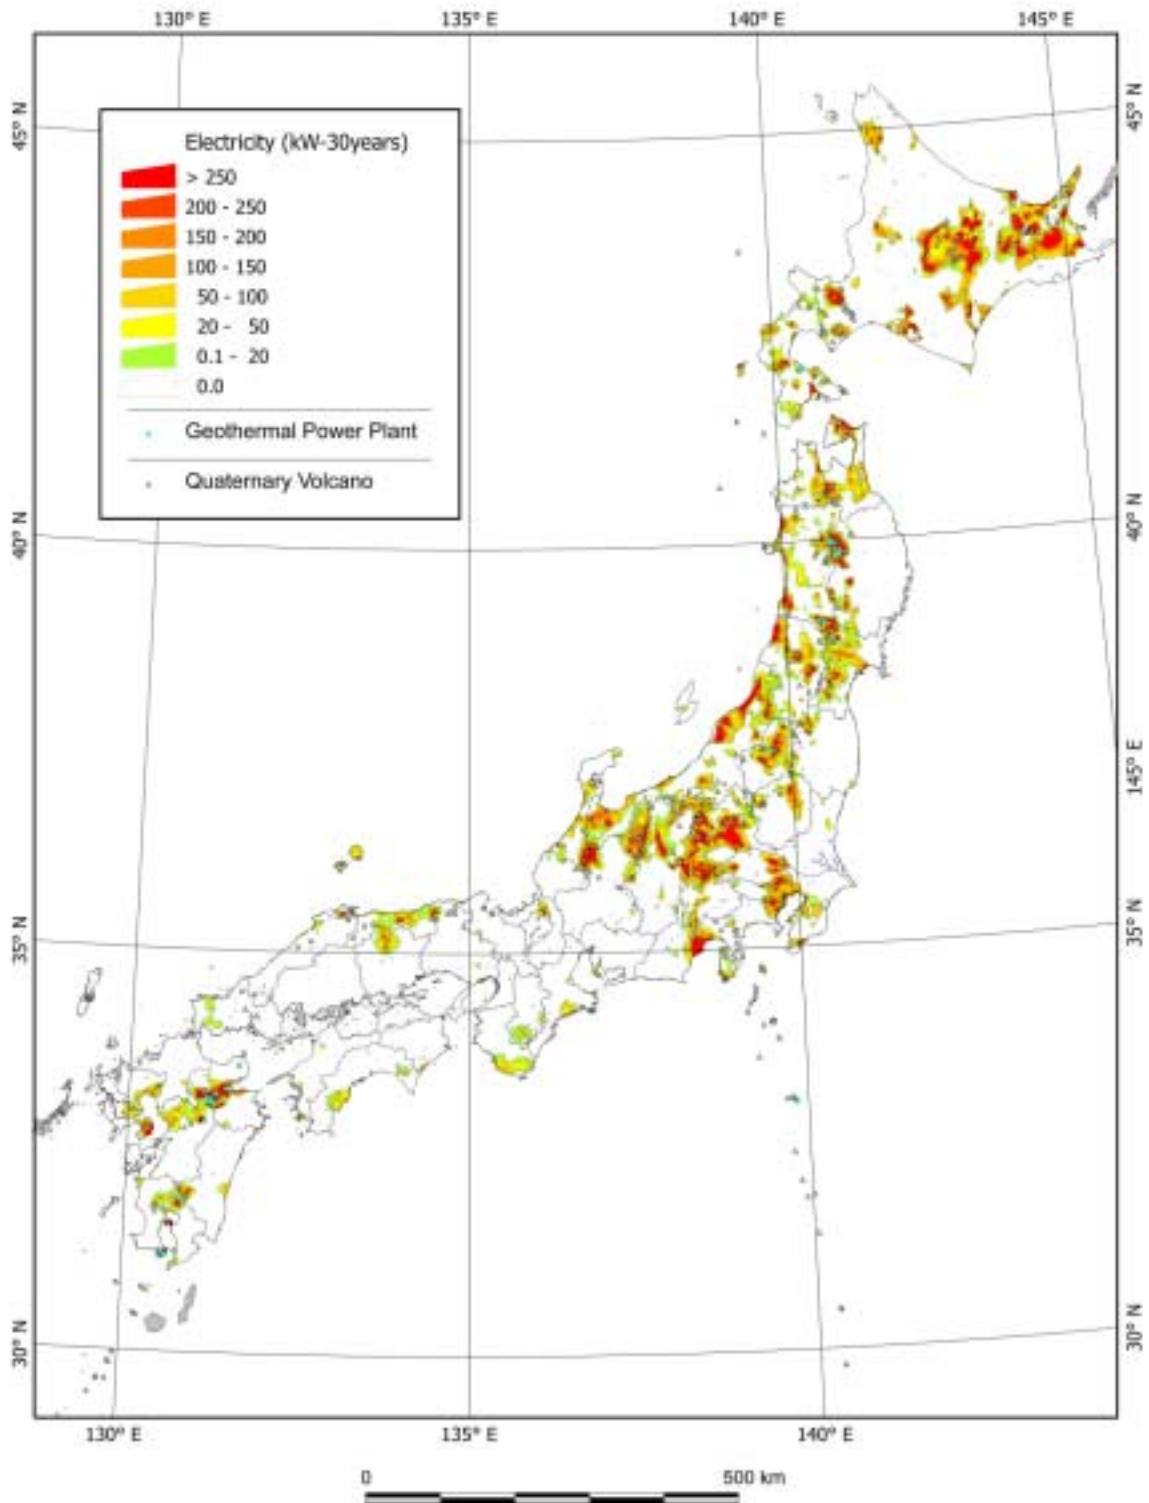 130° E 135° E 140° E 145° E
45° N
45° N
Electricity (kW-30years)
> 250
200 - 250
150 - 200
100 - 150
50 - 100
20 - 50
0.1 - 20
0.0
Geothermal Power Plant
Quaternary Volcano
40° N
40° N
145° E
35° N
35° N
30° N
30° N
130° E 135° E 140° E
0 500 km